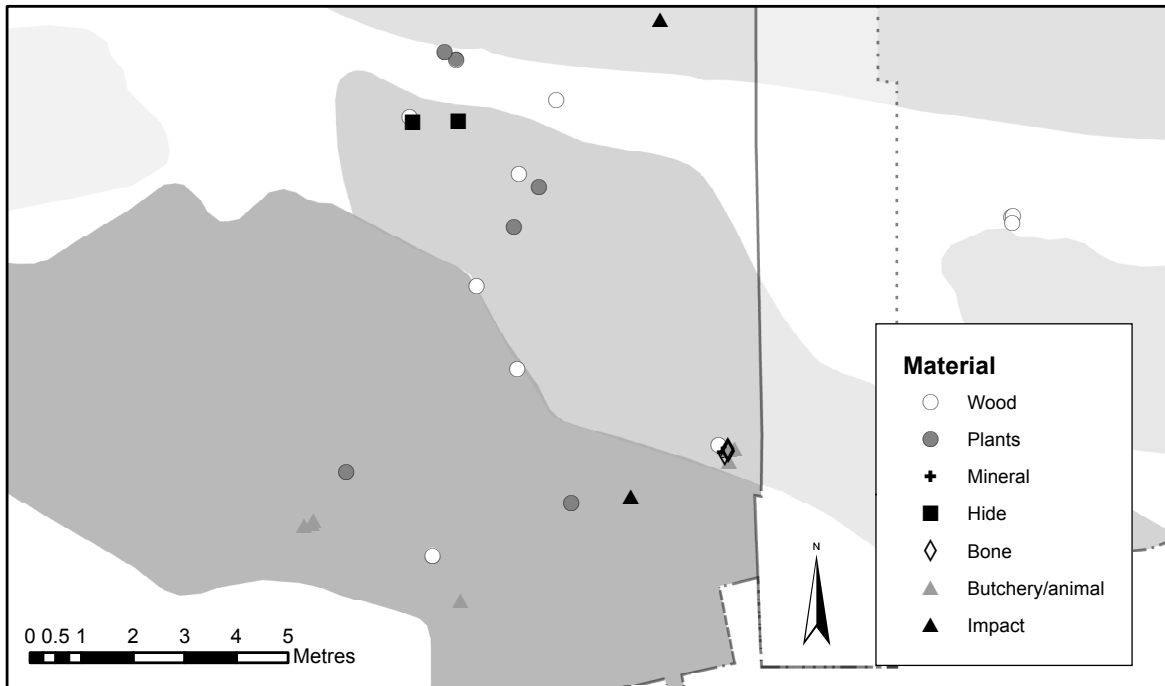 Material
Wood
Plants
Mineral
Hide
Bone
Butchery/animal
Impact
N
0 0.5 1 2 3 4 5
Metres